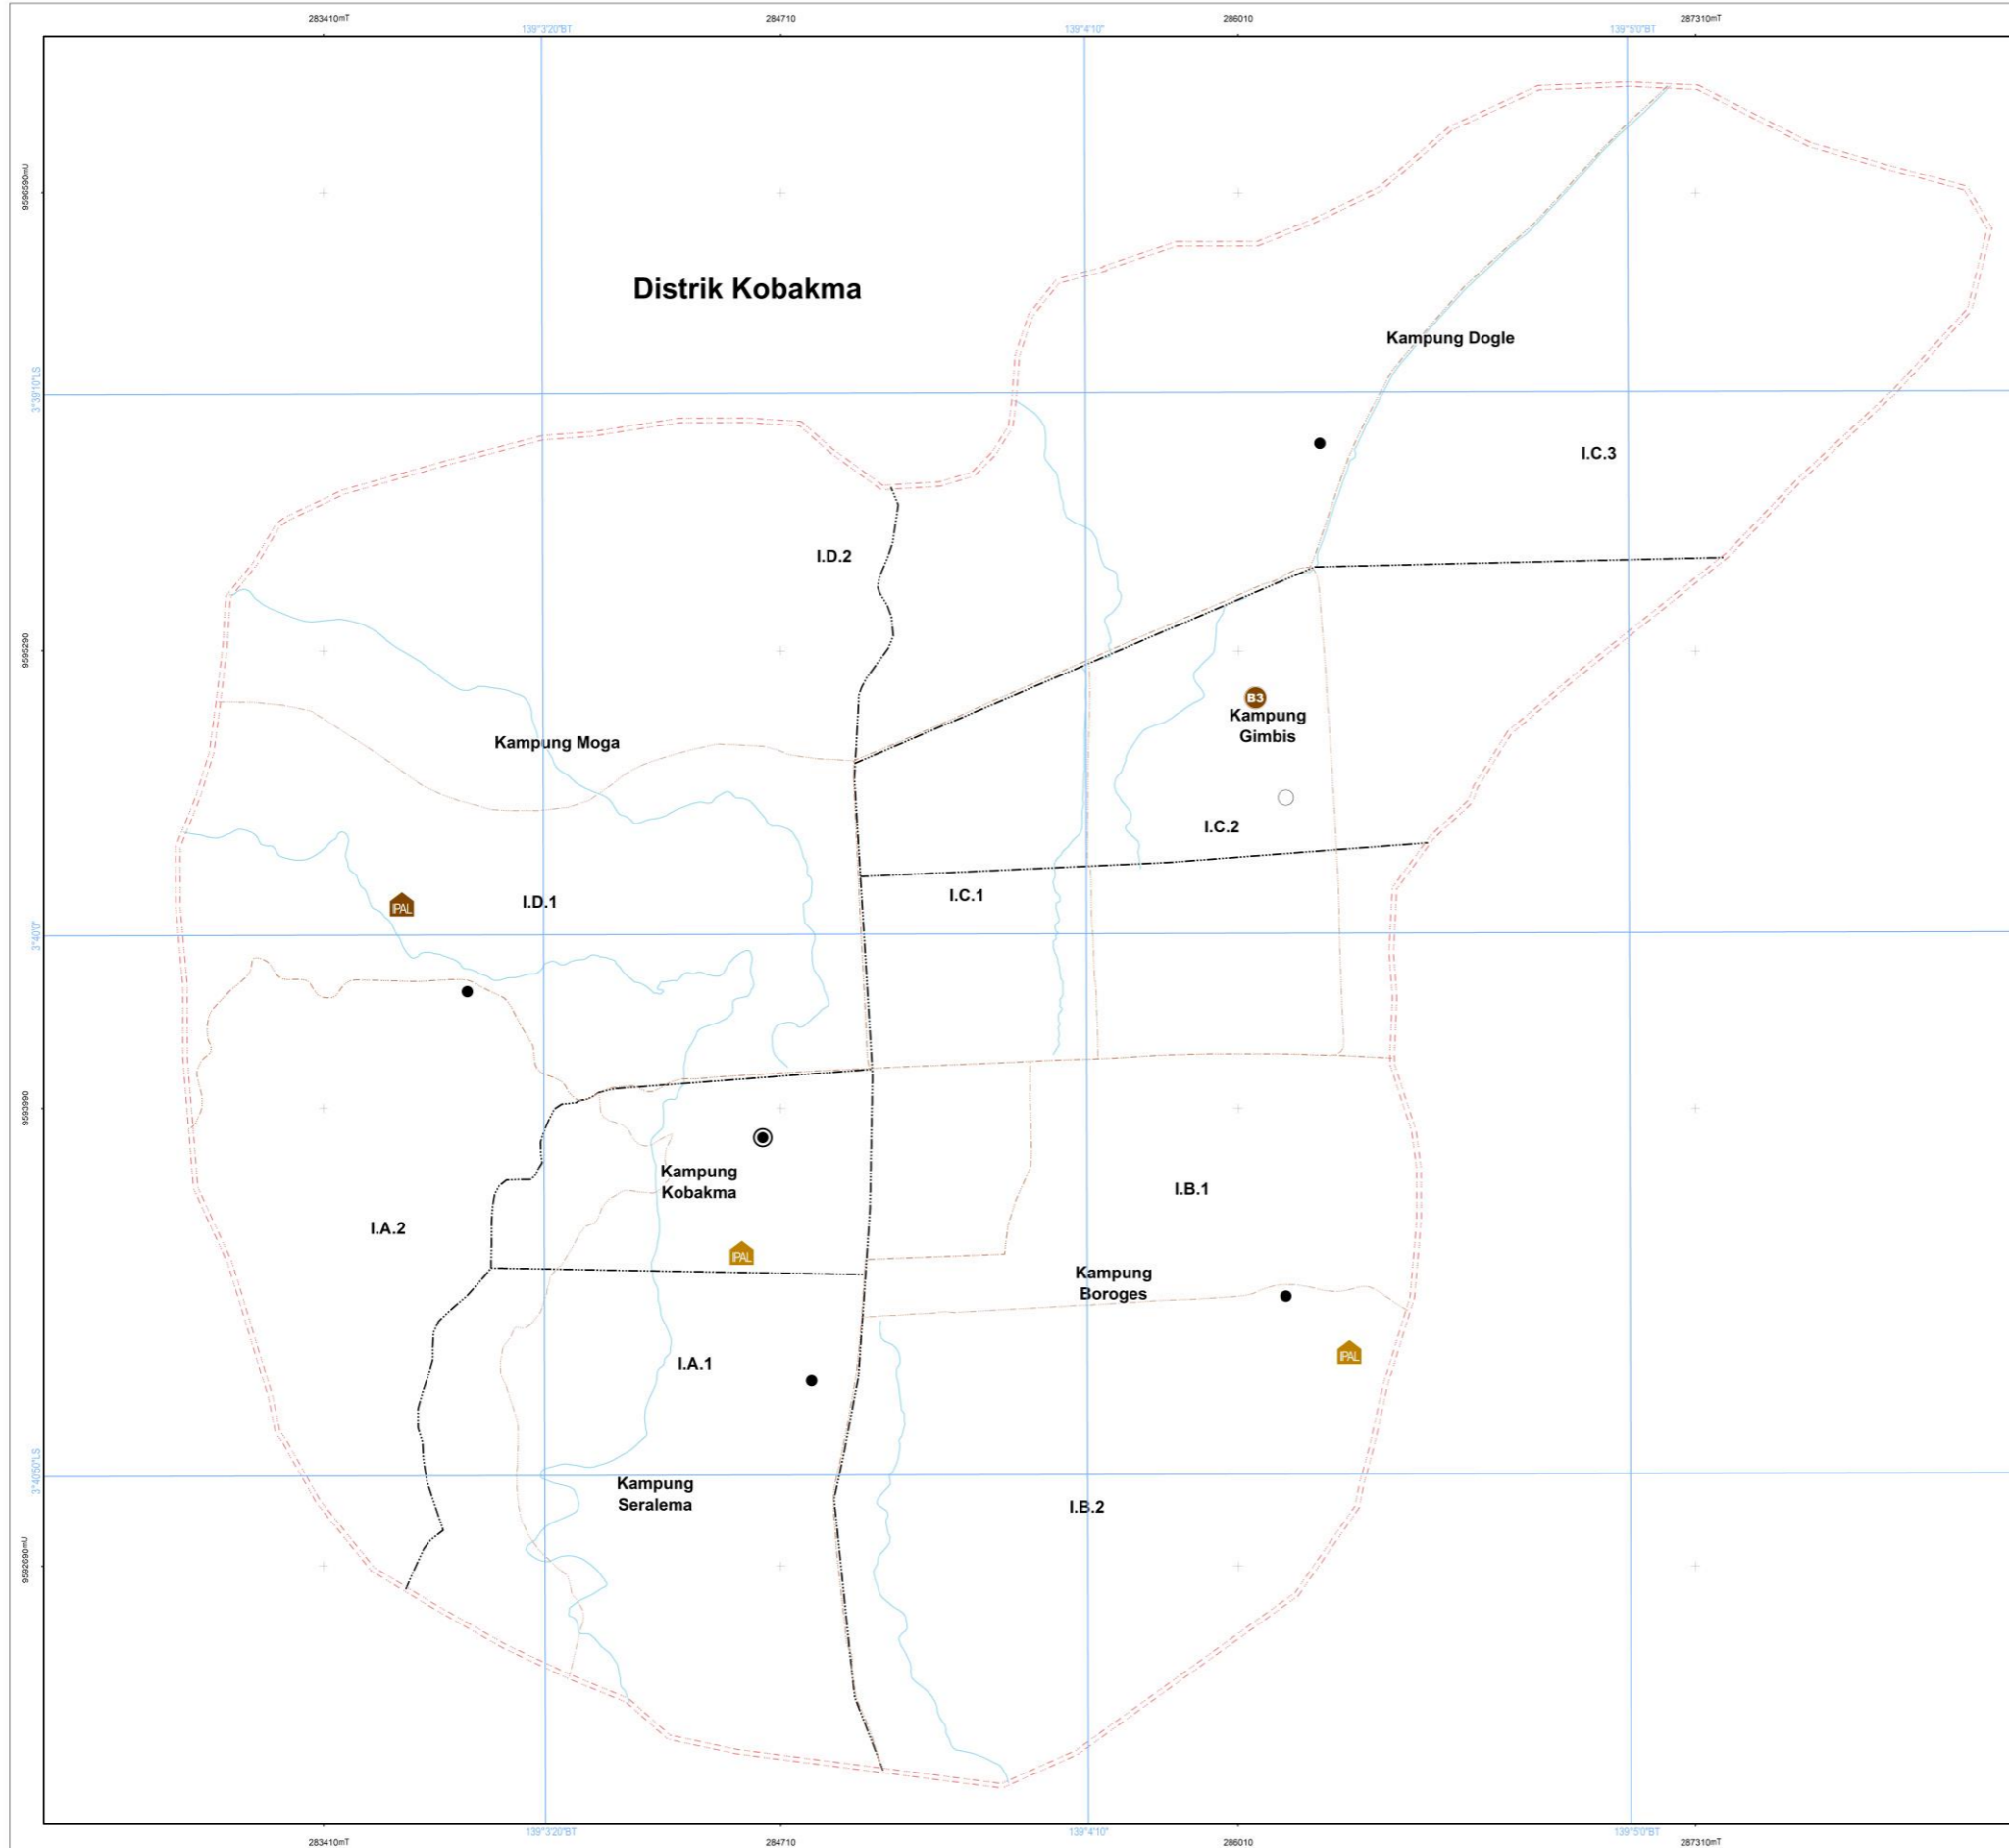 283410mT
284710
286010
287310mT
139°3'20"BT
139°4'10"
139°5'0"BT
9596590mU
Distrik Kobakma
Kampung Dogle
3°39'10"LS
I.C.3
I.D.2
9595290
B3
Kampung
Gimbis
Kampung Moga
I.C.2
I.C.1
I.D.1
IPAL
3°40'0"
9593990
Kampung
Kobakma
I.B.1
I.A.2
IPAL
Kampung
Boroges
IPAL
I.A.1
3°40'50"LS
Kampung
Seralema
I.B.2
9592690mU
139°3'20"BT
139°4'10"
139°5'0"BT
283410mT
284710
286010
287310mT